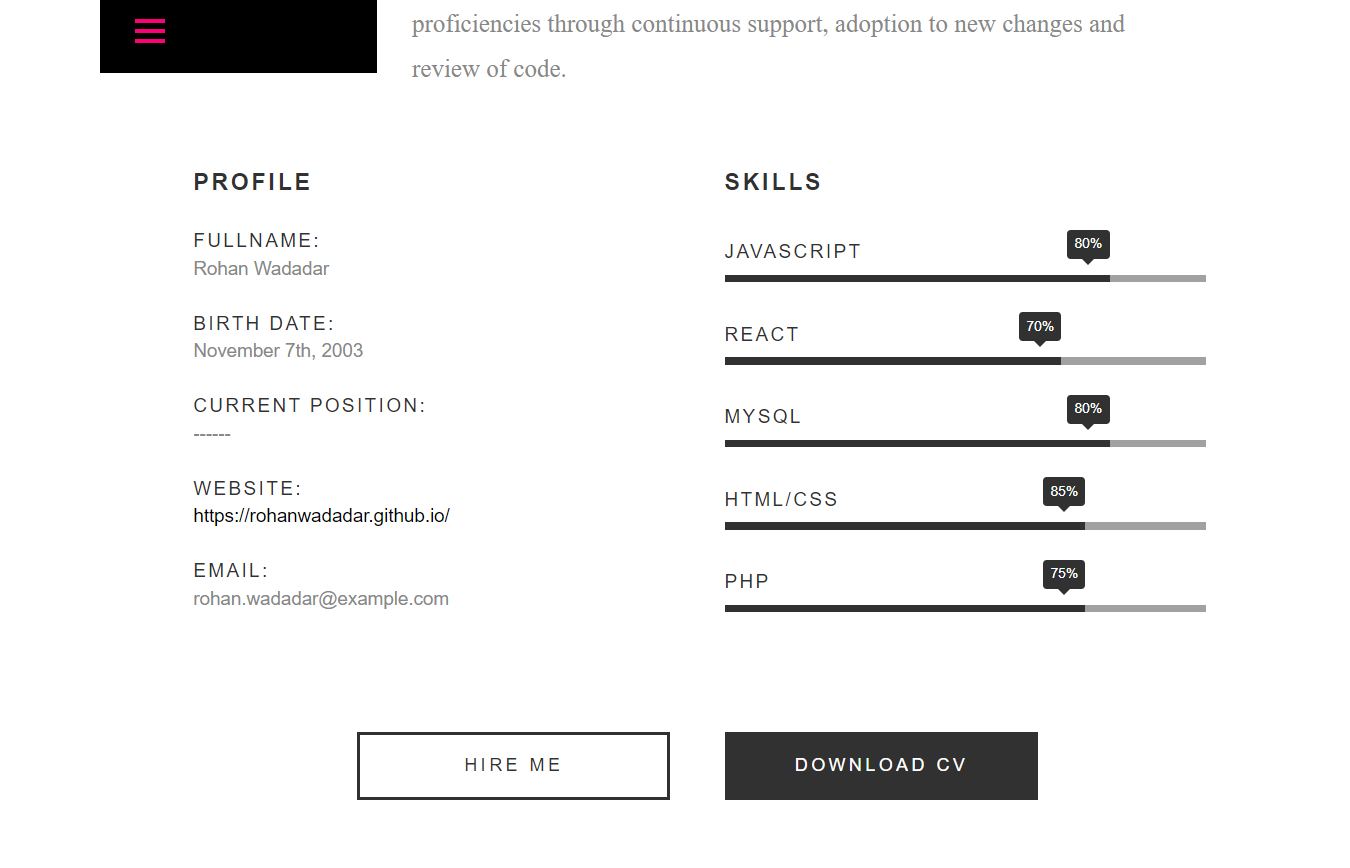 proficiencies through continuous support, adoption to new changes and
review of code.
PROFILE
FULLNAME:
Rohan Wadadar
BIRTH DATE:
November 7th, 2003
CURRENT POSITION:
------
WEBSITE:
https://rohanwadadar.github.io/
EMAIL:
rohan.wadadar@example.com
SKILLS
JAVASCRIPT
80%
REACT
70%
MYSQL
80%
HTML/CSS
85%
PHP
75%
HIRE ME
DOWNLOAD CV